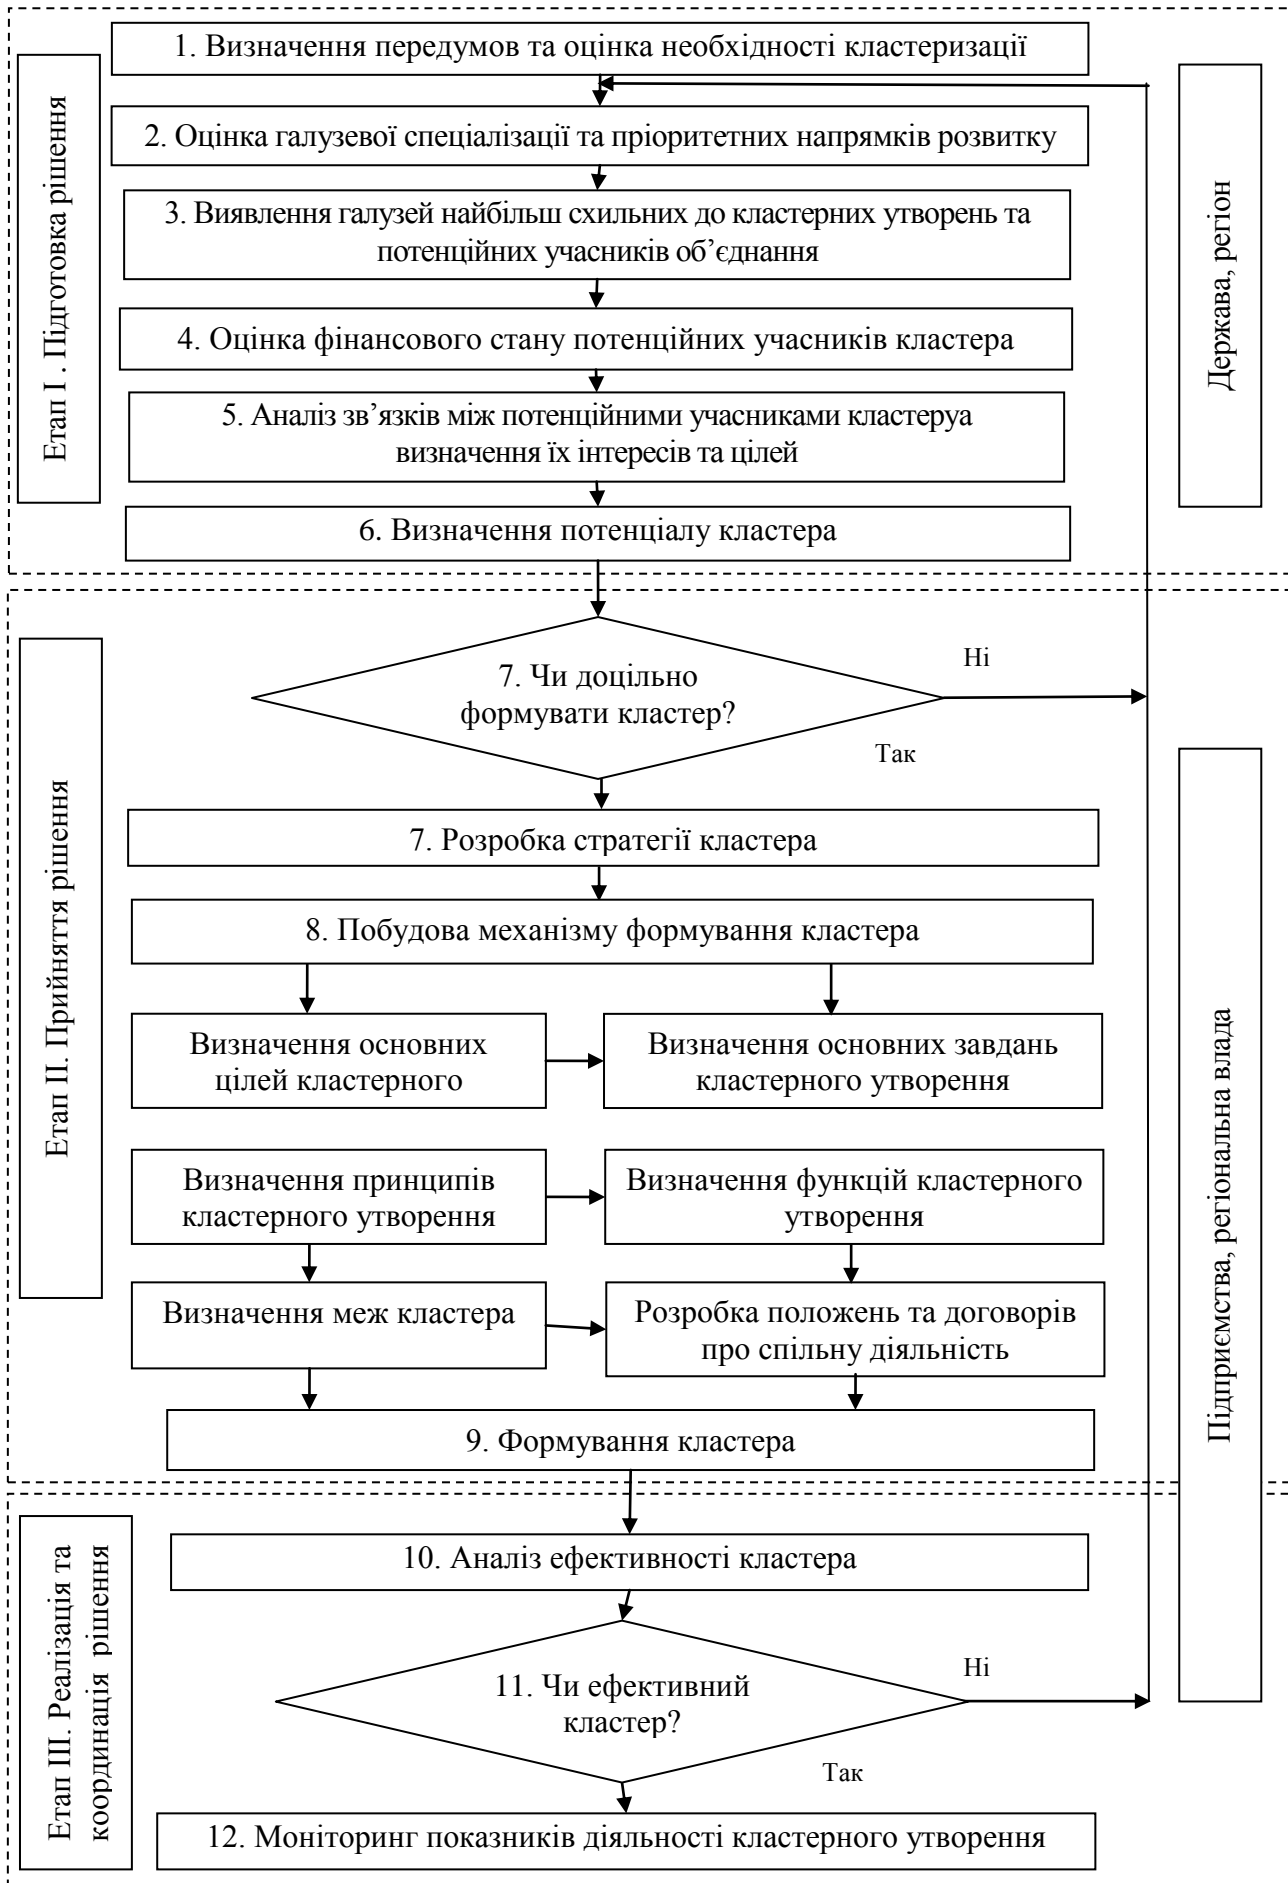 1. Визначення передумов та оцінка необхідності кластеризації
Етап I . Підготовка рішення
Держава, регіон
2. Оцінка галузевої спеціалізації та пріоритетних напрямків розвитку
3. Виявлення галузей найбільш схильних до кластерних утворень та
потенційних учасників об’єднання
4. Оцінка фінансового стану потенційних учасників кластера
5. Аналіз зв’язків між потенційними учасниками кластеруа
визначення їх інтересів та цілей
6. Визначення потенціалу кластера
Етап II. Прийняття рішення
7. Чи доцільно
формувати кластер?
Ні
Так
Підприємства, регіональна влада
7. Розробка стратегії кластера
8. Побудова механізму формування кластера
Визначення основних
цілей кластерного
Визначення основних завдань
кластерного утворення
Визначення принципів
кластерного утворення
Визначення функцій кластерного
утворення
Визначення меж кластера
Розробка положень та договорів
про спільну діяльність
9. Формування кластера
Етап III. Реалізація та
координація рішення
10. Аналіз ефективності кластера
11. Чи ефективний
кластер?
Ні
Так
12. Моніторинг показників діяльності кластерного утворення